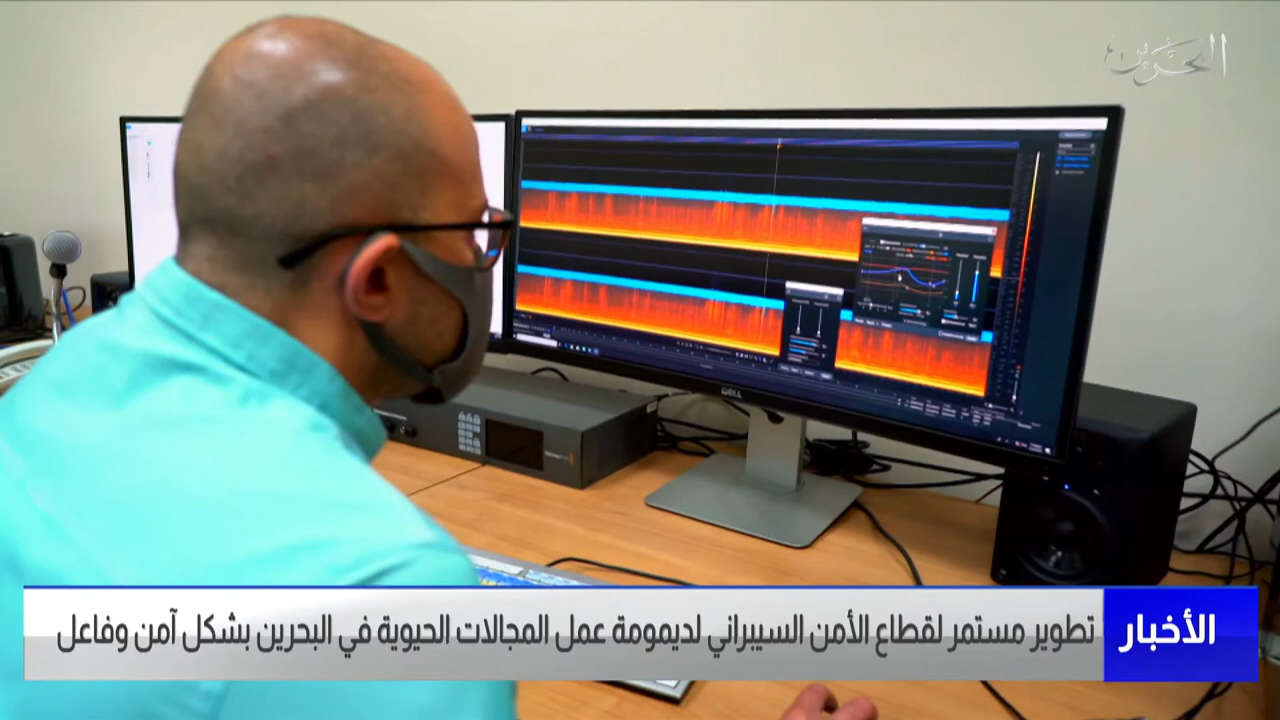 البحرين
DELL
الأخبار
تطوير مستمر لقطاع الأمن السيبراني لديمومة عمل المجالات الحيوية في البحرين بشكل آمن وفاعل